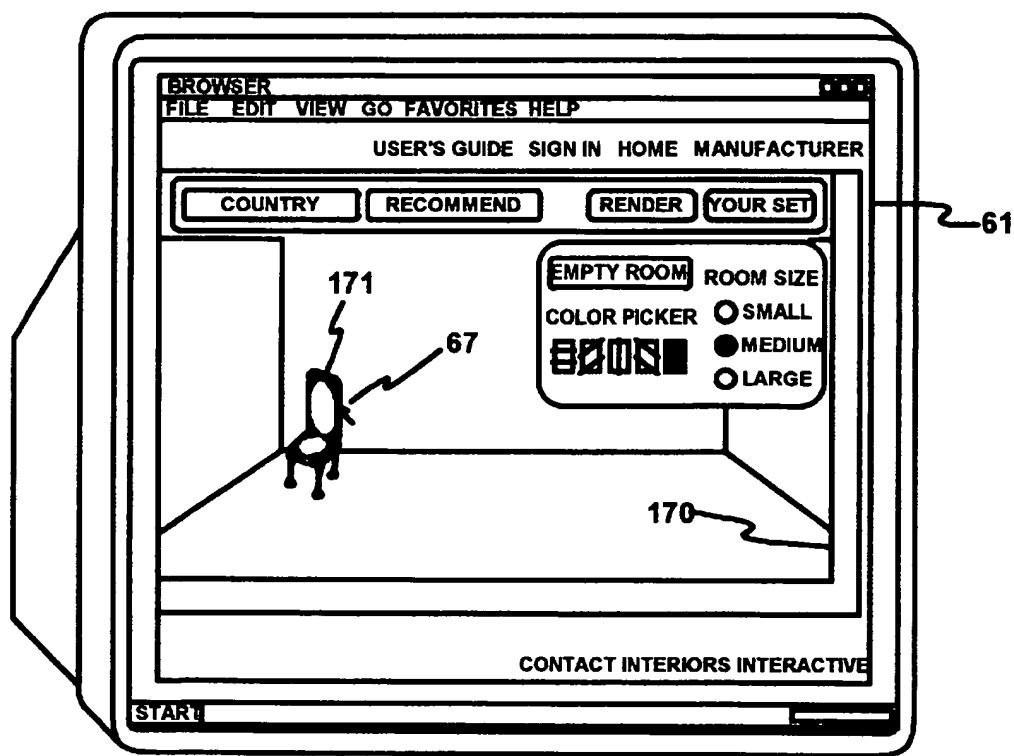 BROWSER
FILE EDIT VIEW GO FAVORITES HELP
USER'S GUIDE SIGN IN HOME MANUFACTURER
COUNTRY RECOMMEND RENDER YOUR SET
61
EMPTY ROOM ROOM SIZE
171
COLOR PICKER SMALL
67
MEDIUM
LARGE
170
CONTACT INTERIORS INTERACTIVE
START